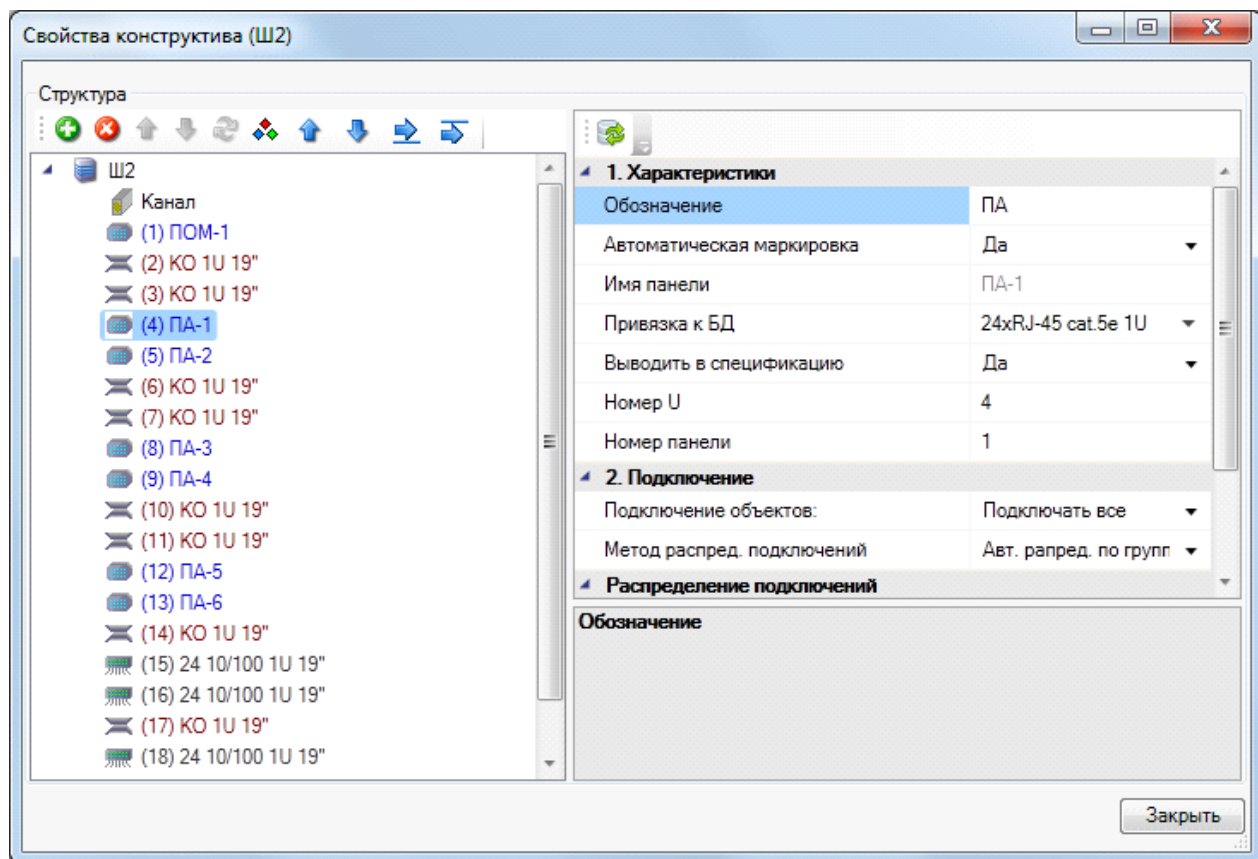 Свойства конструктива (Ш2)
Структура
Ш2
Канал
(1) ПОМ-1
(2) КО 1U 19"
(3) КО 1U 19"
(4) ПА-1
(5) ПА-2
(6) КО 1U 19"
(7) КО 1U 19"
(8) ПА-3
(9) ПА-4
(10) КО 1U 19"
(11) КО 1U 19"
(12) ПА-5
(13) ПА-6
(14) КО 1U 19"
(15) 24 10/100 1U 19"
(16) 24 10/100 1U 19"
(17) КО 1U 19"
(18) 24 10/100 1U 19"
1. Характеристики
Обозначение ПА
Автоматическая маркировка Да
Имя панели ПА-1
Привязка к БД 24xRJ-45 cat.5e 1U
Выводить в спецификацию Да
Номер U 4
Номер панели 1
2. Подключение
Подключение объектов: Подключать все
Метод распред. подключений Авт. рапред. по групп
Распределение подключений
Обозначение
Закрыть